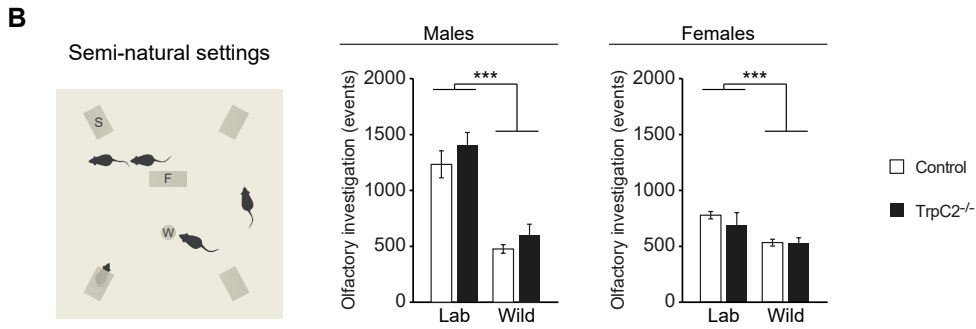 B
Semi-natural settings
S
F
W
Males
Olfactory investigation (events)
2000
1500
1000
500
0
***
Lab Wild
Females
Olfactory investigation (events)
2000
1500
1000
500
0
***
Lab Wild
Control
TrpC2-/-